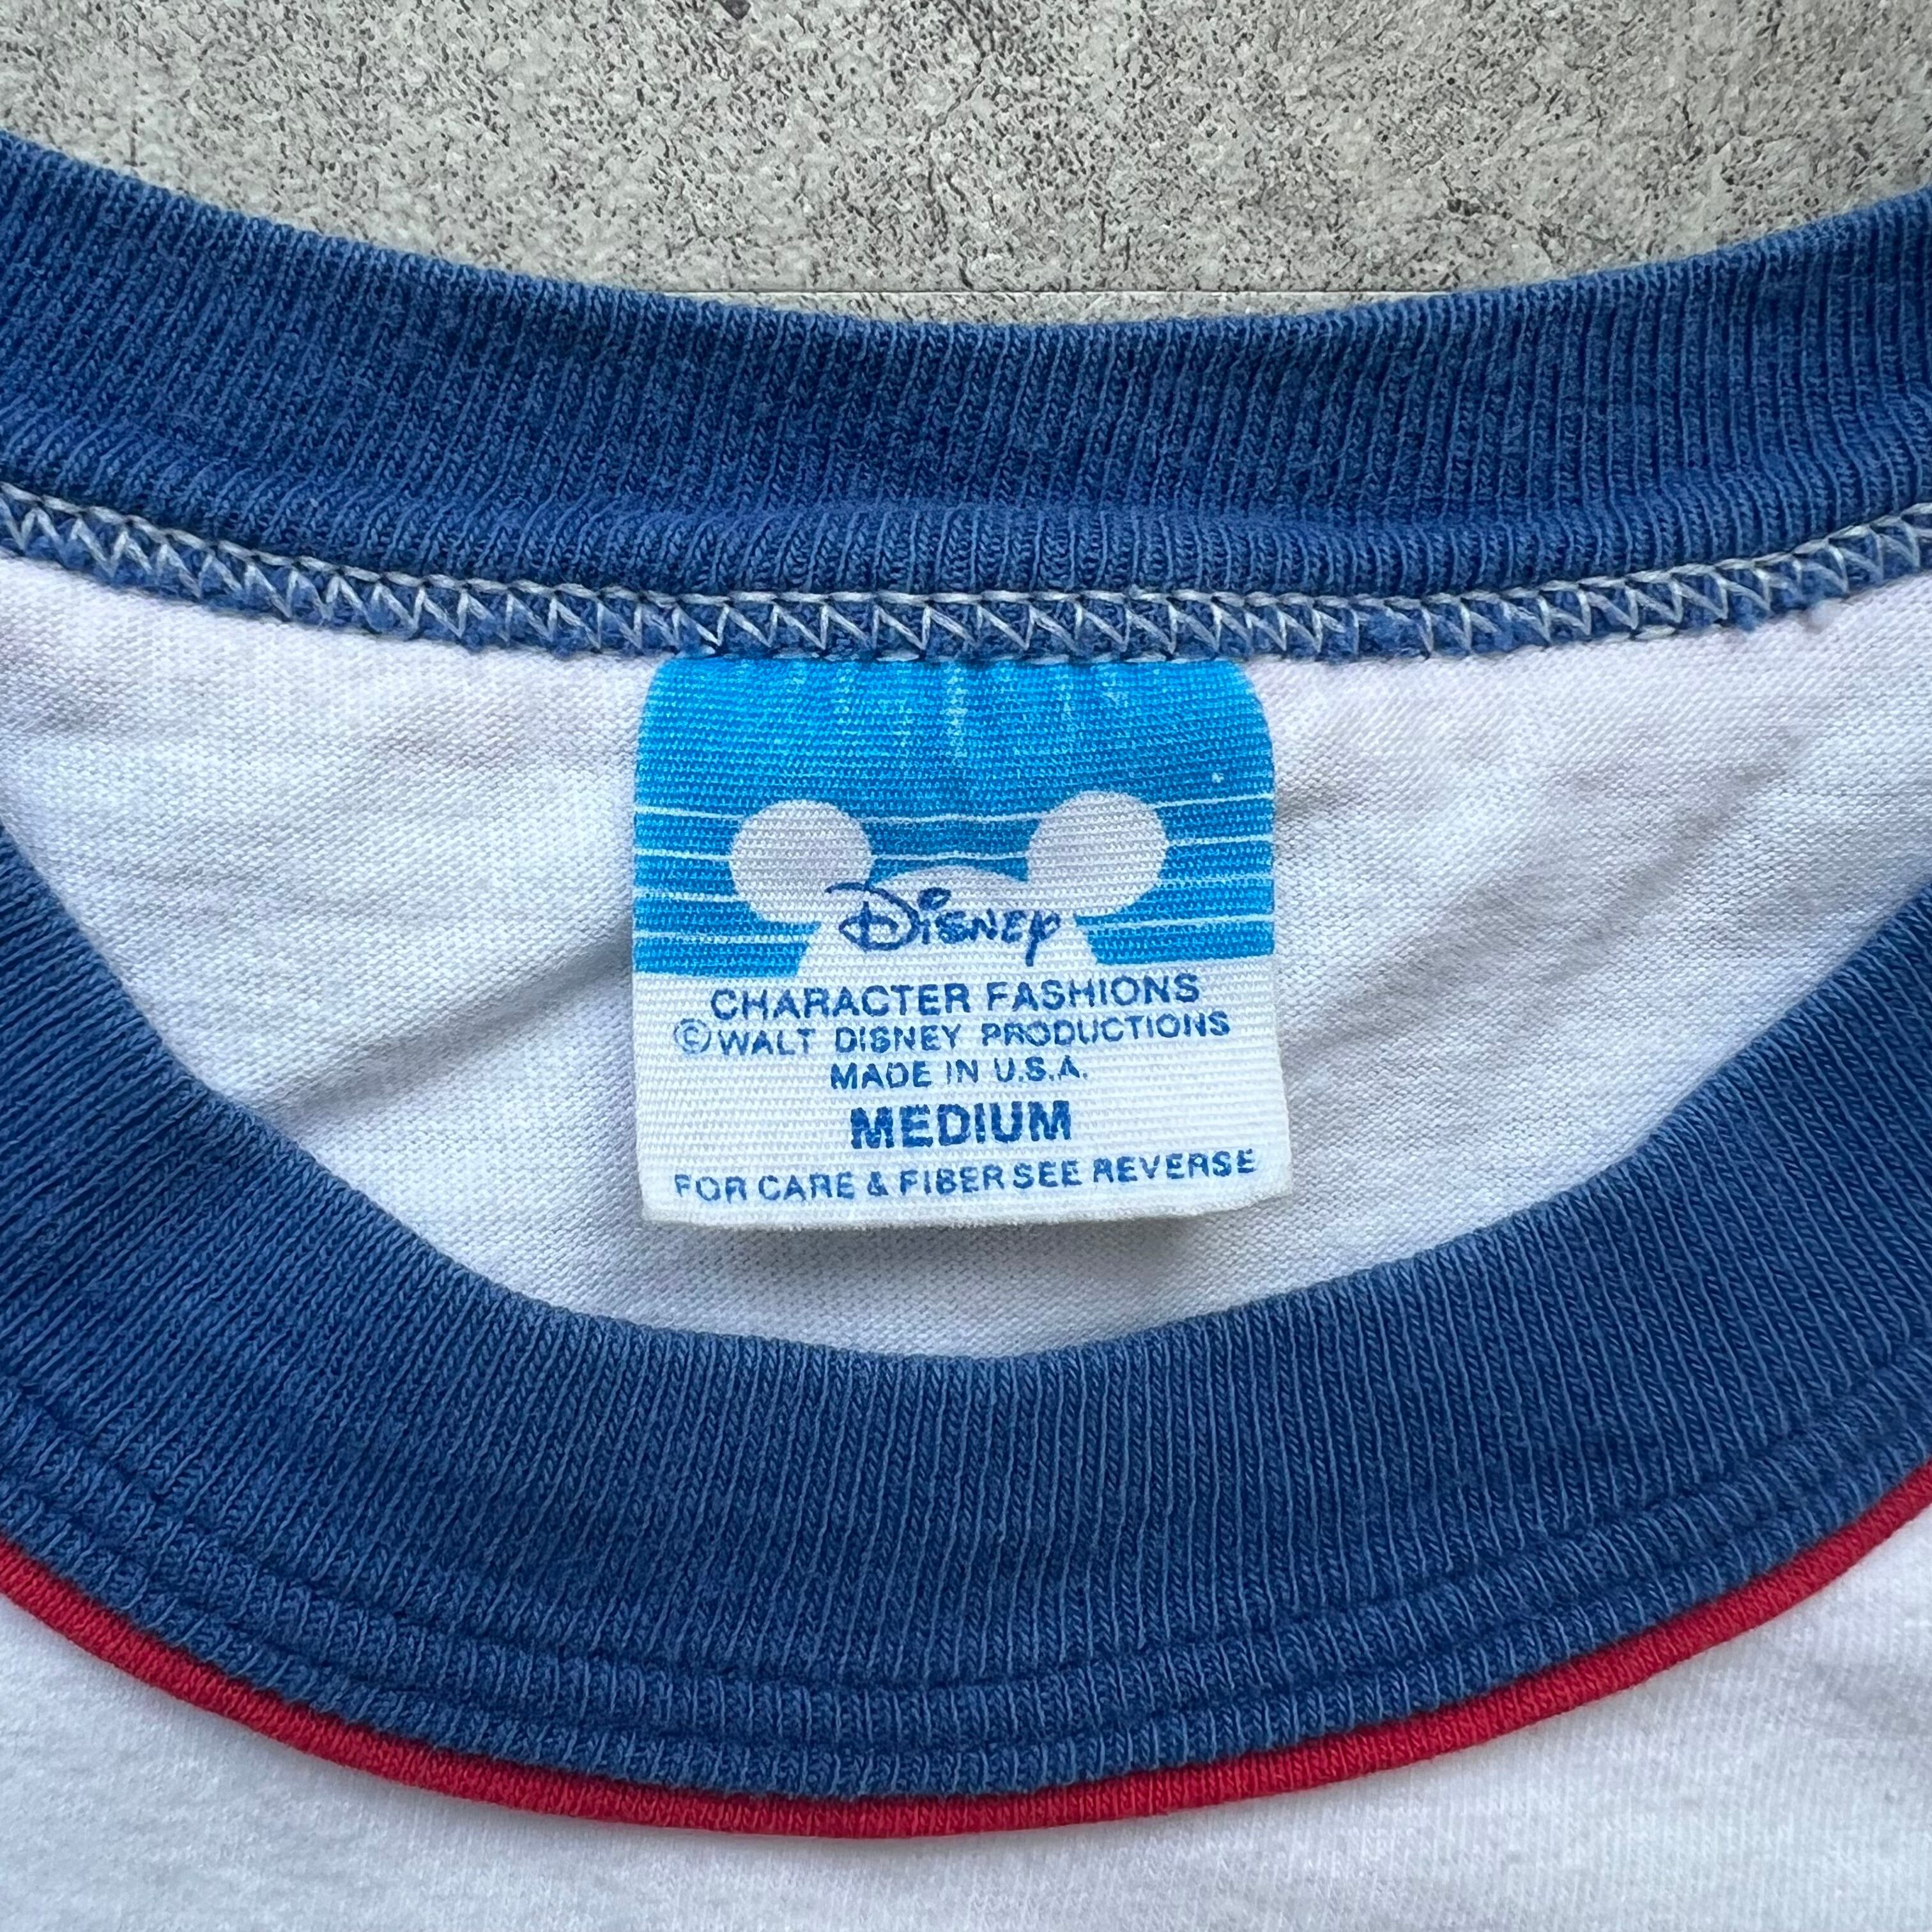 Disney
CHARACTER FASHIONS
©WALT DISNEY PRODUCTIONS
MADE IN U.S.A.
MEDIUM
FOR CARE & FIBER SEE REVERSE